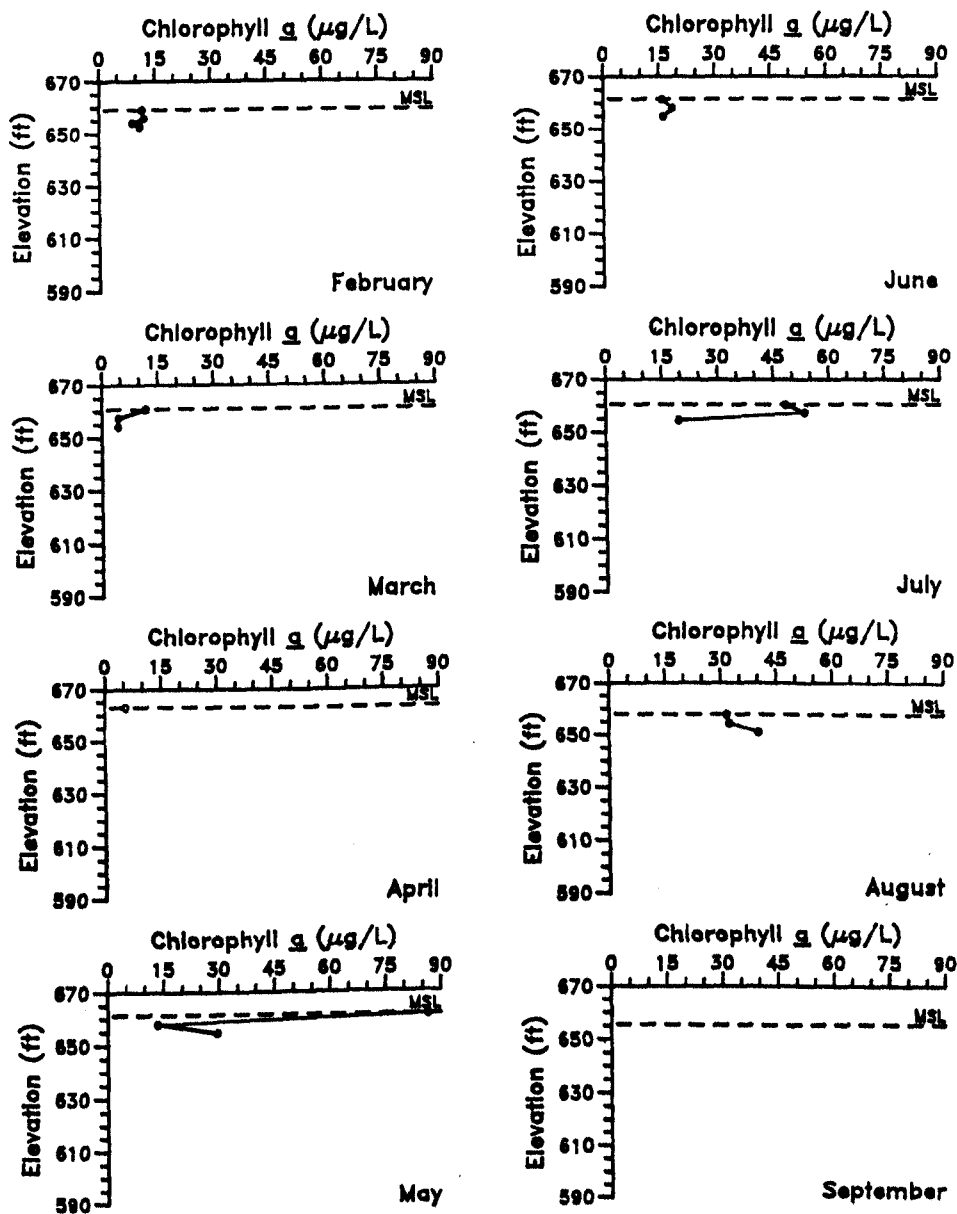 Chlorophyll a (µg/L)
0 15 30 45 60 75 90
670
650
630
610
590
Elevation (ft)
MSL
February
Chlorophyll a (µg/L)
0 15 30 45 60 75 90
670
650
630
610
590
Elevation (ft)
MSL
June
Chlorophyll a (µg/L)
0 15 30 45 60 75 90
670
650
630
610
590
Elevation (ft)
MSL
March
Chlorophyll a (µg/L)
0 15 30 45 60 75 90
670
650
630
610
590
Elevation (ft)
MSL
July
Chlorophyll a (µg/L)
0 15 30 45 60 75 90
670
650
630
610
590
Elevation (ft)
MSL
April
Chlorophyll a (µg/L)
0 15 30 45 60 75 90
670
650
630
610
590
Elevation (ft)
MSL
August
Chlorophyll a (µg/L)
0 15 30 45 60 75 90
670
650
630
610
590
Elevation (ft)
MSL
May
Chlorophyll a (µg/L)
0 15 30 45 60 75 90
670
650
630
610
590
Elevation (ft)
MSL
September